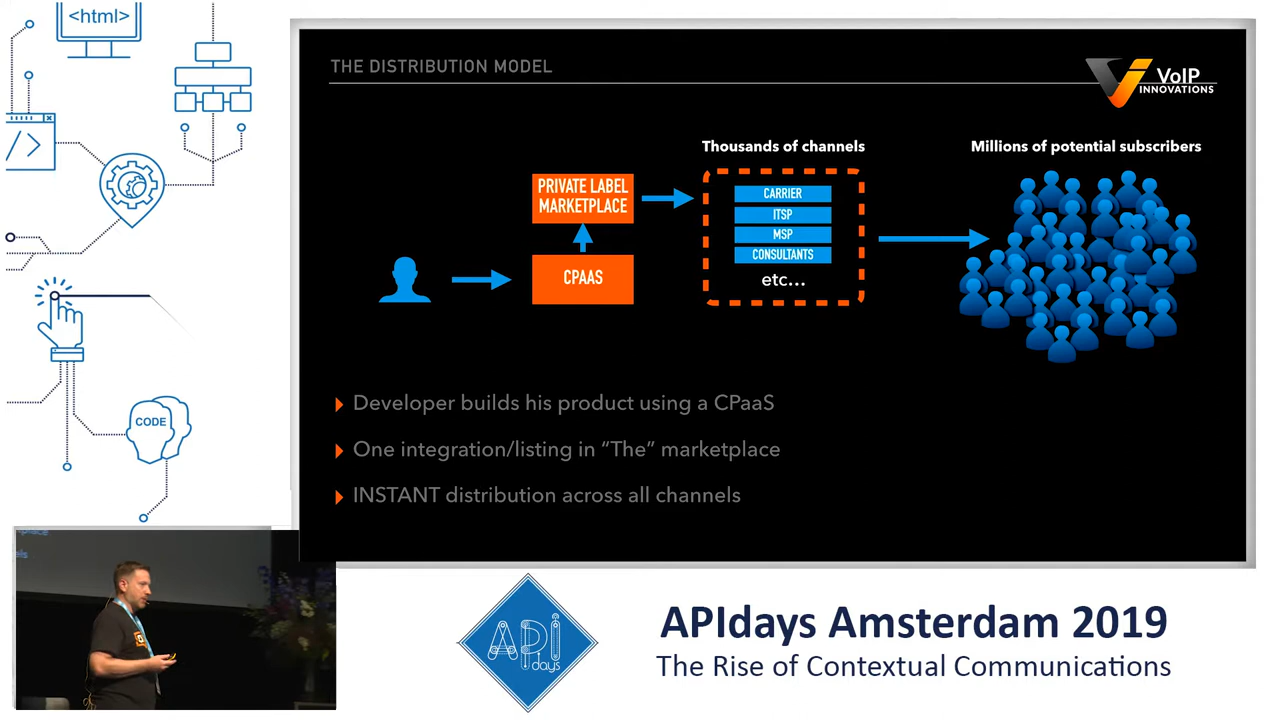 <html>
</>
CODE
THE DISTRIBUTION MODEL
VoIP
INNOVATIONS
Thousands of channels
Millions of potential subscribers
PRIVATE LABEL
MARKETPLACE
CPAAS
CARRIER
ITSP
MSP
CONSULTANTS
etc...
Developer builds his product using a CPaaS
One integration/listing in “The” marketplace
INSTANT distribution across all channels
API
days
APIdays Amsterdam 2019
The Rise of Contextual Communications